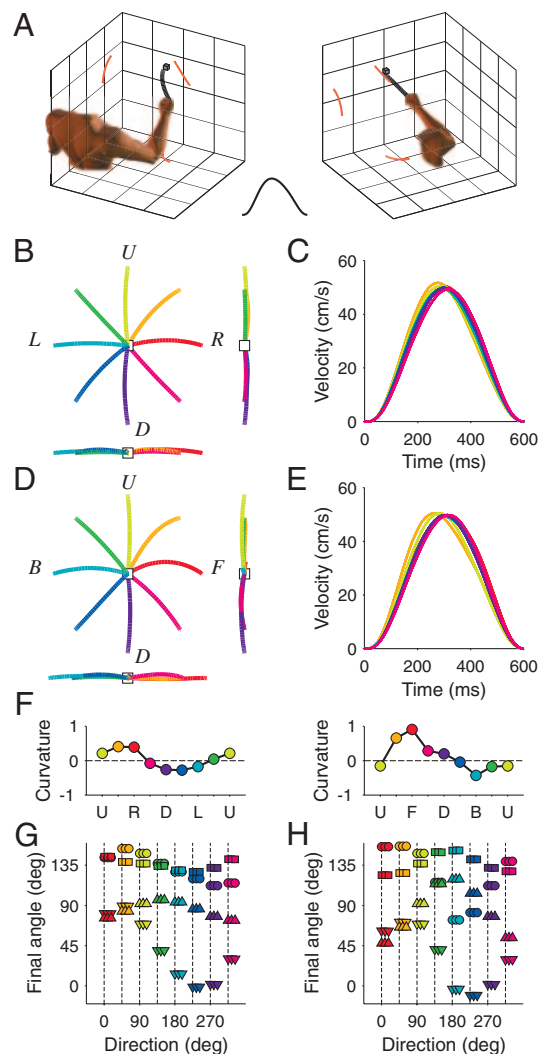 A
B
U
L
R
D
C
Velocity (cm/s)
60
40
20
0
0 200 400 600
Time (ms)
D
U
B
F
D
E
Velocity (cm/s)
60
40
20
0
0 200 400 600
Time (ms)
F
Curvature
1
0
-1
U R D L U
Curvature
1
0
-1
U F D B U
G
Final angle (deg)
135
90
45
0
0 90 180 270
Direction (deg)
H
Final angle (deg)
135
90
45
0
0 90 180 270
Direction (deg)